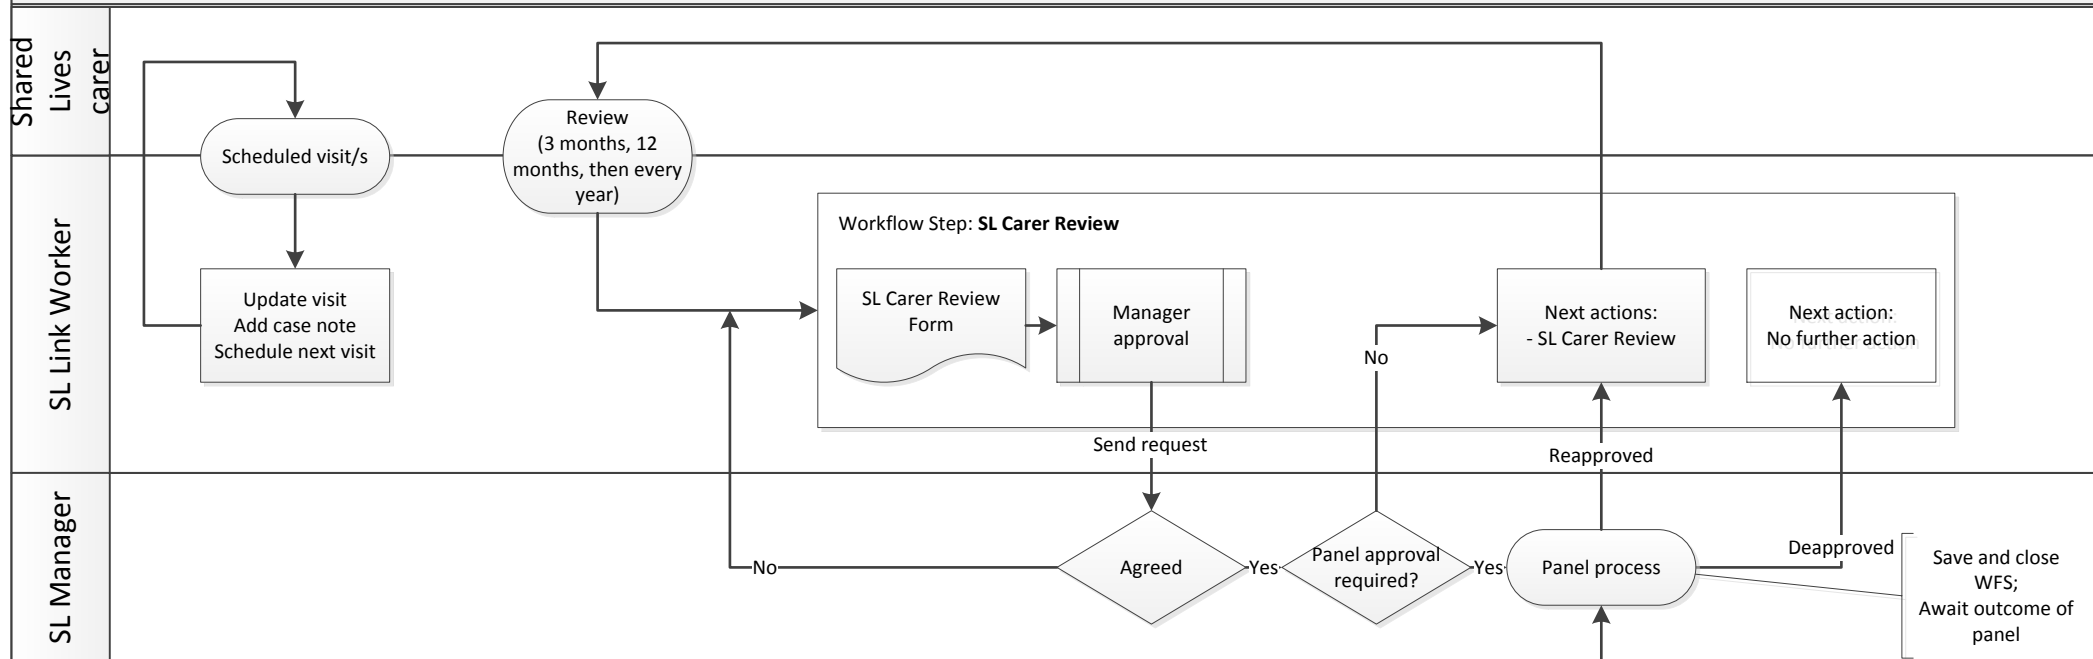 Shared
Lives
carer
Scheduled visit/s
Review
(3 months, 12
months, then every
year)
SL Link Worker
Update visit
Add case note
Schedule next visit
Workflow Step: SL Carer Review
SL Carer Review
Form
Manager
approval
No
Next actions:
- SL Carer Review
Next action:
No further action
Send request
Reapproved
SL Manager
No
Agreed
Yes
Panel approval
required?
Yes
Panel process
Deapproved
Save and close
WFS;
Await outcome of
panel